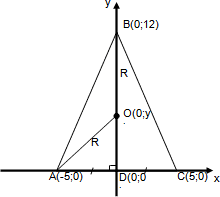 y
B(0;12)
R
O(0;y
R
A(-5;0)
D(0;0
C(5;0)
x